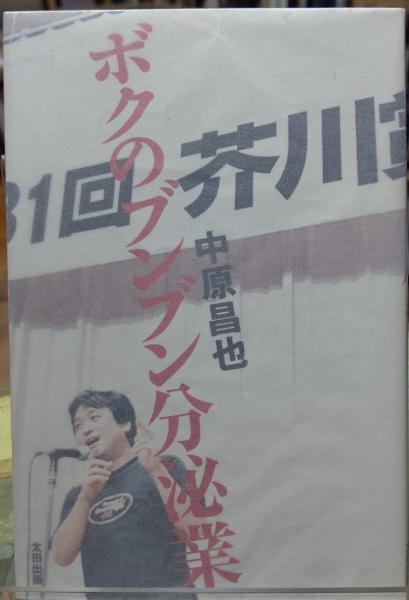 ボクのブンブン分泌業
中原昌也
31回 芥川賞
太田出版